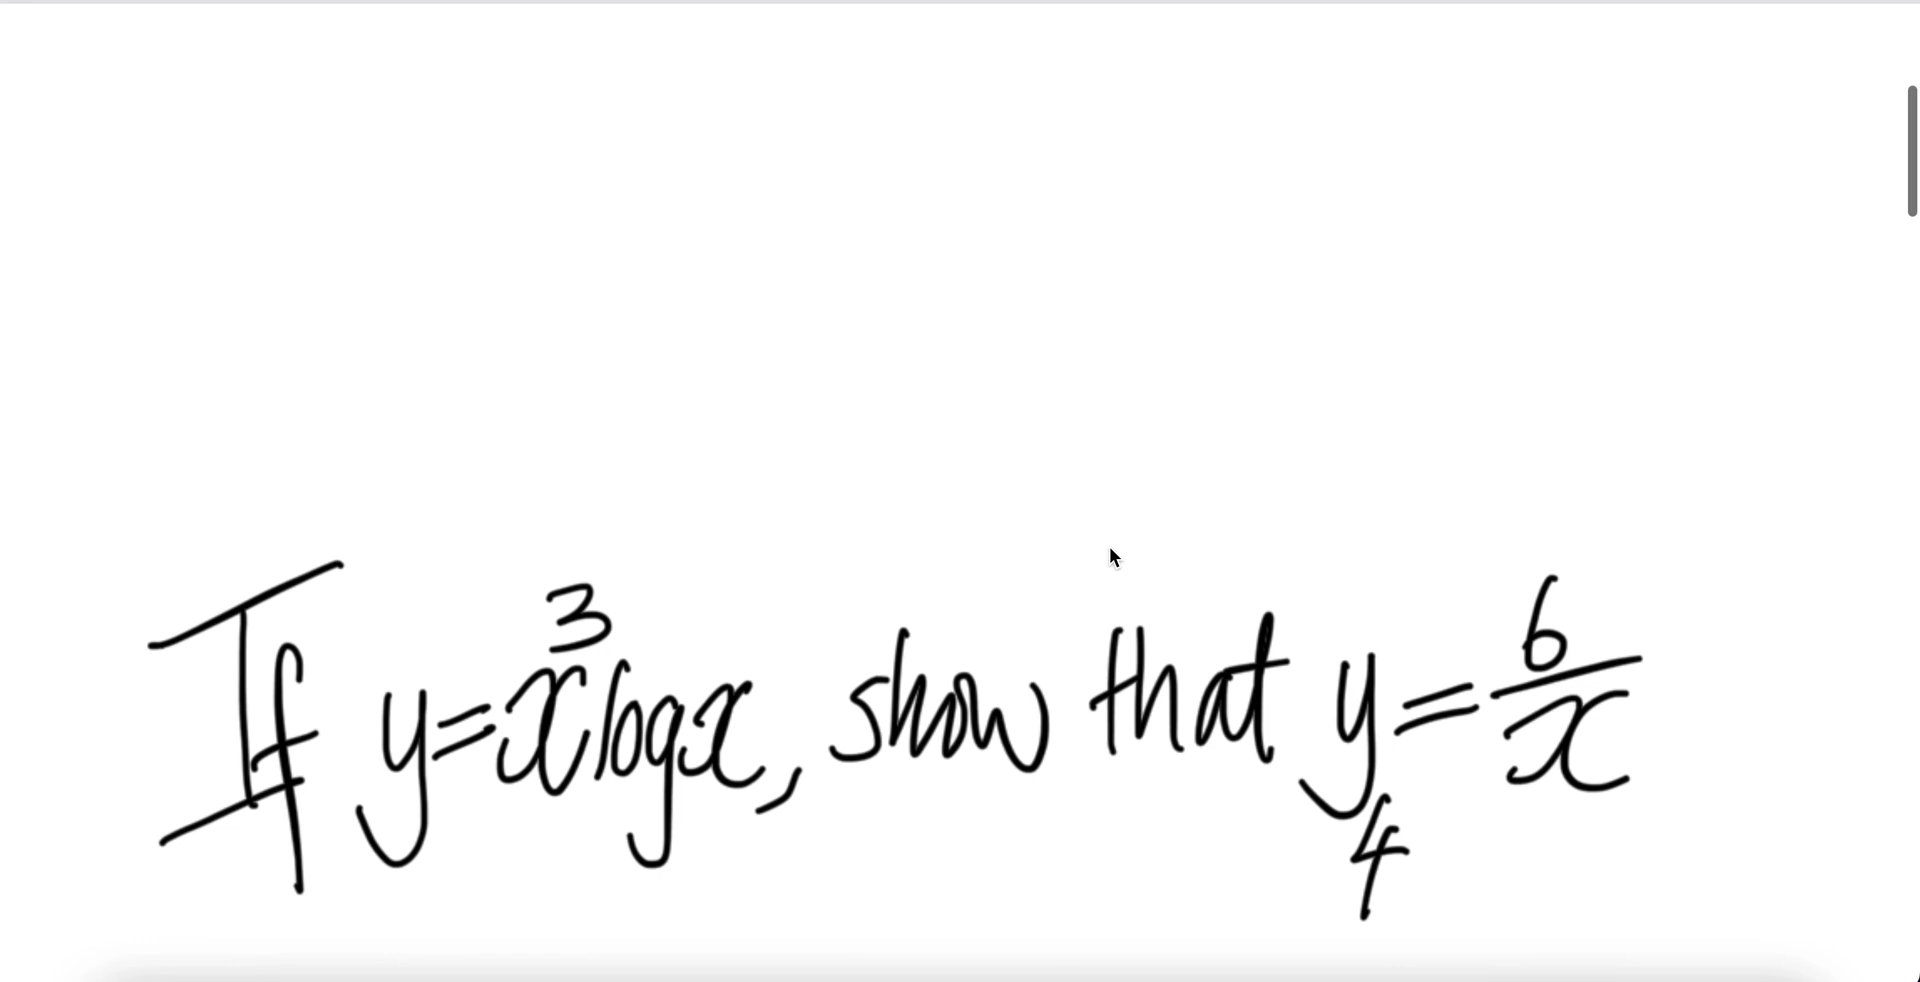 If y=x³logx, show that y₄=6/x